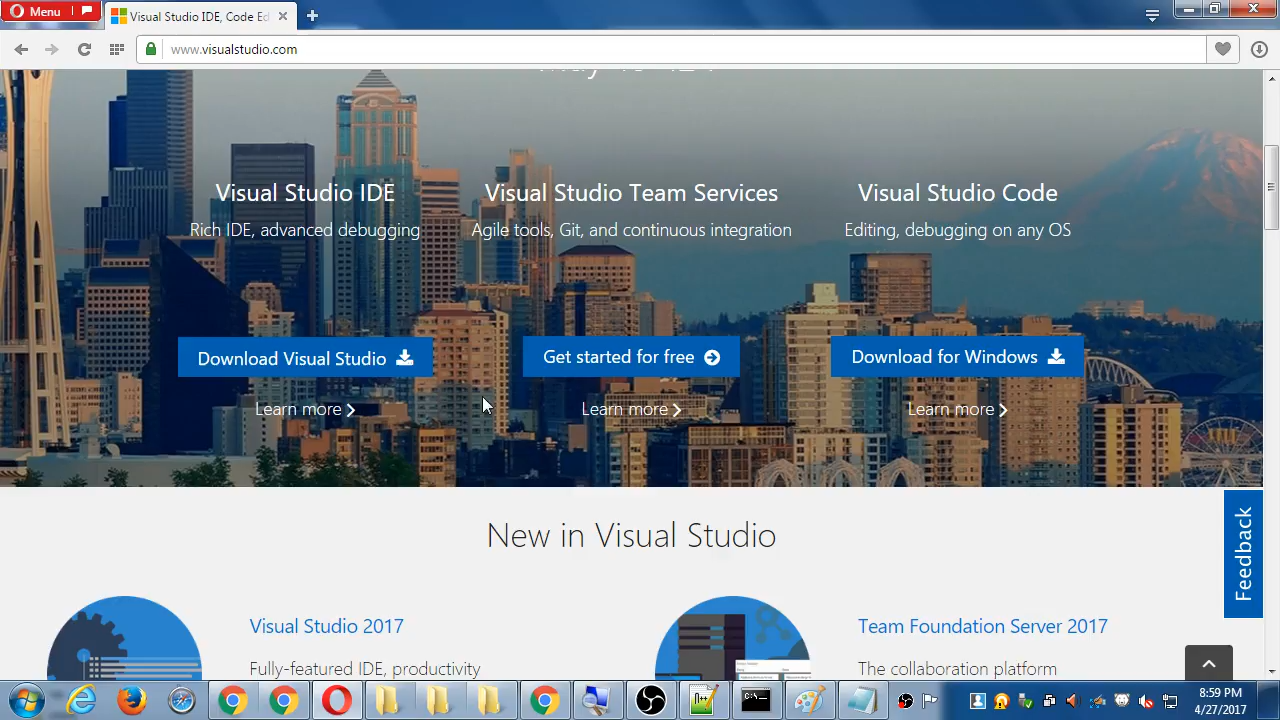 Menu
Visual Studio IDE, Code Ed
www.visualstudio.com
Visual Studio IDE
Rich IDE, advanced debugging
Download Visual Studio
Learn more
Visual Studio Team Services
Agile tools, Git, and continuous integration
Get started for free
Learn more
Visual Studio Code
Editing, debugging on any OS
Download for Windows
Learn more
Feedback
New in Visual Studio
Visual Studio 2017
Fully-featured IDE, productivity
Team Foundation Server 2017
The collaboration platform
8:59 PM
4/27/2017